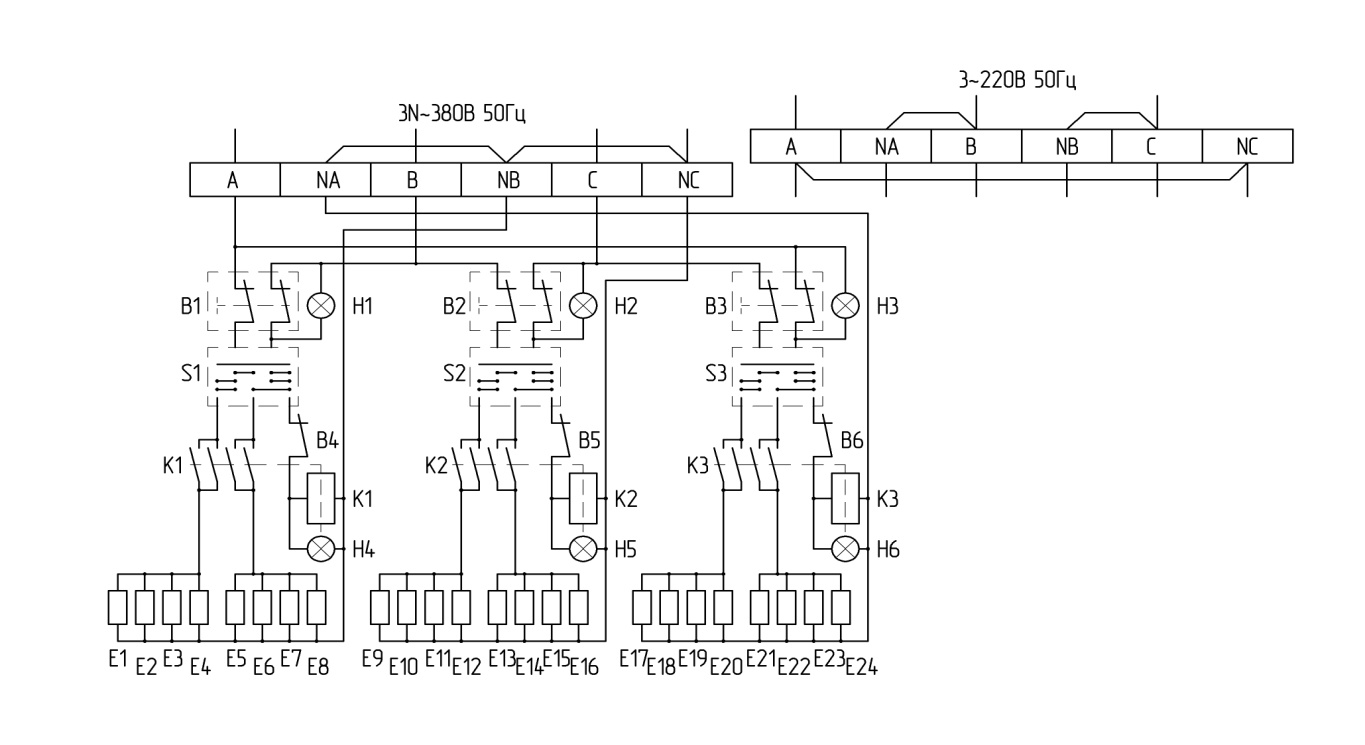 3~220В 50Гц
3N~380В 50Гц
A NA B NB C NC
A NA B NB C NC
B1 H1 B2 H2 B3 H3
S1 S2 S3
B4 B5 B6
K1 K2 K3
K1 K2 K3
H4 H5 H6
E1 E2 E3 E4 E5 E6 E7 E8 E9 E10 E11 E12 E13 E14 E15 E16 E17 E18 E19 E20 E21 E22 E23 E24